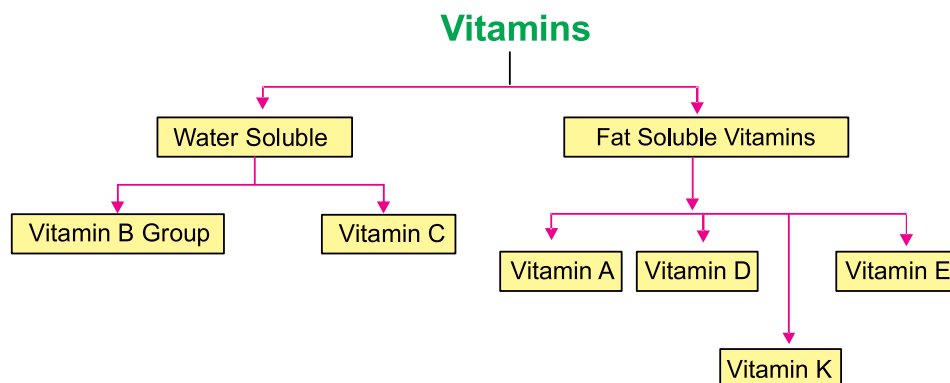 Vitamins
Water Soluble
Fat Soluble Vitamins
Vitamin B Group
Vitamin C
Vitamin A
Vitamin D
Vitamin E
Vitamin K